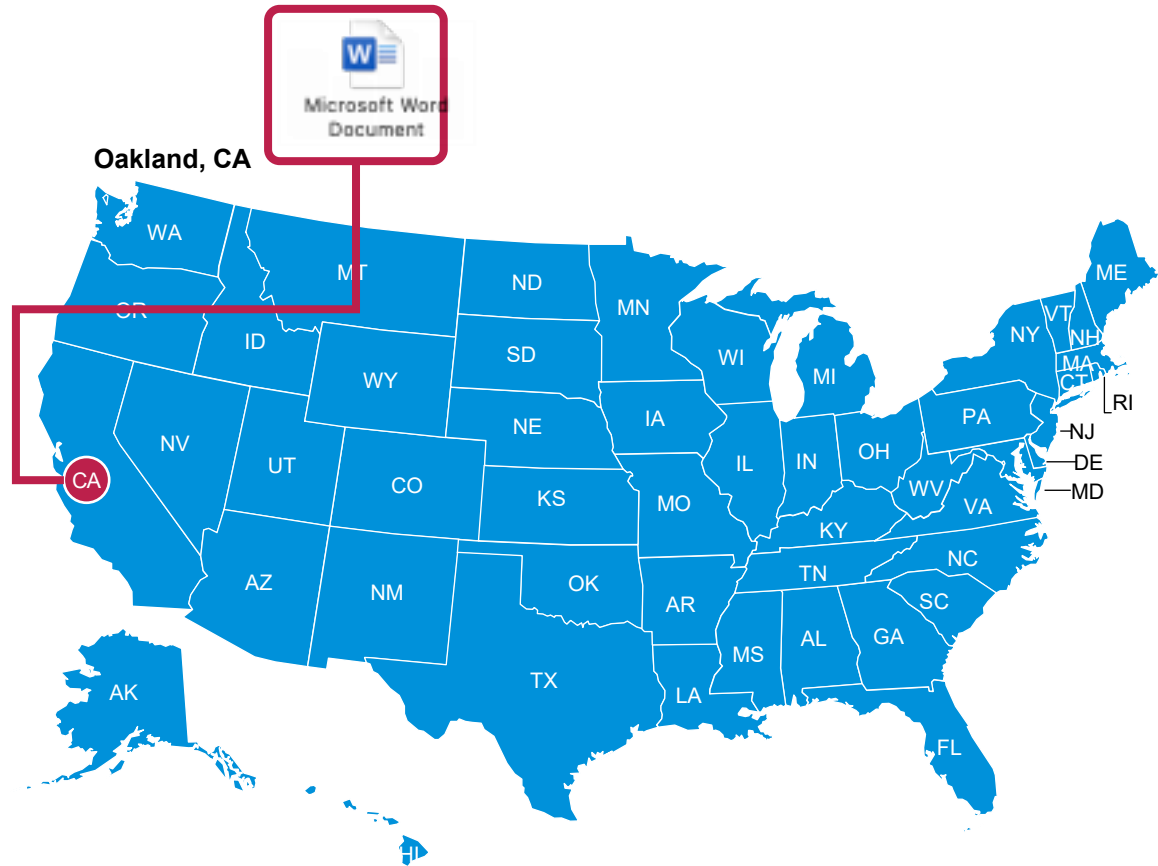 W
Microsoft Word
Document
Oakland, CA
WA
MT
ND
MN
ME
OR
ID
SD
WI
MI
NY
VT
NH
MA
CT
RI
WY
NE
IA
PA
NJ
NV
UT
CO
KS
MO
IL
IN
OH
DE
WV
MD
VA
CA
KY
NC
AZ
NM
OK
AR
TN
SC
MS
AL
GA
TX
LA
AK
FL
HI